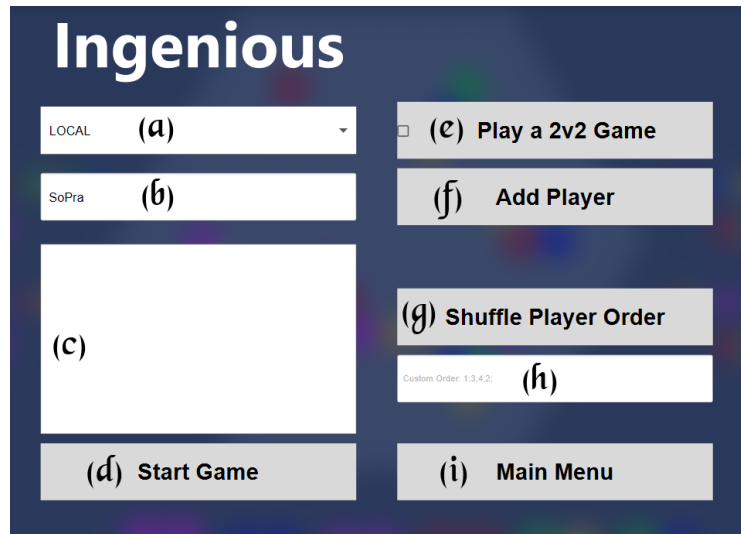 Ingenious
LOCAL (a)
(b)
SoPra
(c)
(d) Start Game
(e) Play a 2v2 Game
(f) Add Player
(g) Shuffle Player Order
Custom Order: 1;3;4;2; (h)
(i) Main Menu